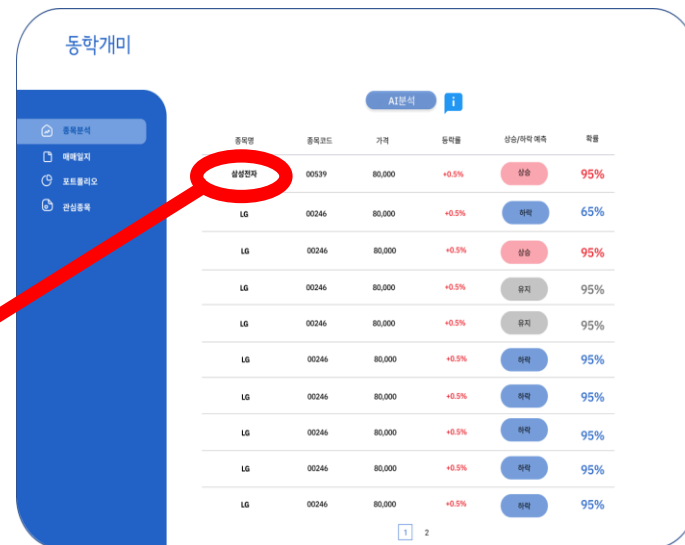 동학개미
AI분석 i
종목분석
매매일지
포트폴리오
관심종목
종목명 종목코드 가격 등락률 상승/하락 예측 확률
삼성전자 00539 80,000 +0.5% 상승 95%
LG 00246 80,000 +0.5% 하락 65%
LG 00246 80,000 +0.5% 상승 95%
LG 00246 80,000 +0.5% 유지 95%
LG 00246 80,000 +0.5% 유지 95%
LG 00246 80,000 +0.5% 하락 95%
LG 00246 80,000 +0.5% 하락 95%
LG 00246 80,000 +0.5% 하락 95%
LG 00246 80,000 +0.5% 하락 95%
LG 00246 80,000 +0.5% 하락 95%
1 2